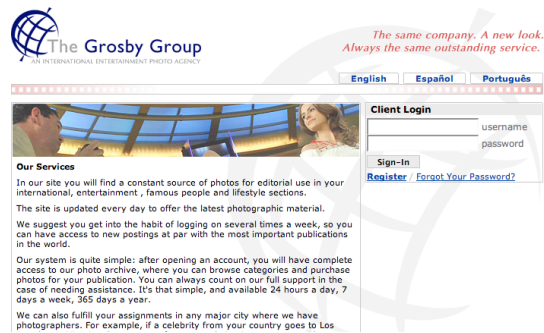 The Grosby Group
AN INTERNATIONAL ENTERTAINMENT PHOTO AGENCY
The same company. A new look.
Always the same outstanding service.
English
Español
Português
Client Login
username
password
Sign-In
Register / Forgot Your Password?
Our Services
In our site you will find a constant source of photos for editorial use in your
international, entertainment , famous people and lifestyle sections.
The site is updated every day to offer the latest photographic material.
We suggest you get into the habit of logging on several times a week, so you
can have access to new postings at par with the most important publications
in the world.
Our system is quite simple: after opening an account, you will have complete
access to our photo archive, where you can browse categories and purchase
photos for your publication. You can always count on our full support in the
case of needing assistance. It's that simple, and available 24 hours a day, 7
days a week, 365 days a year.
We can also fulfill your assignments in any major city where we have
photographers. For example, if a celebrity from your country goes to Los